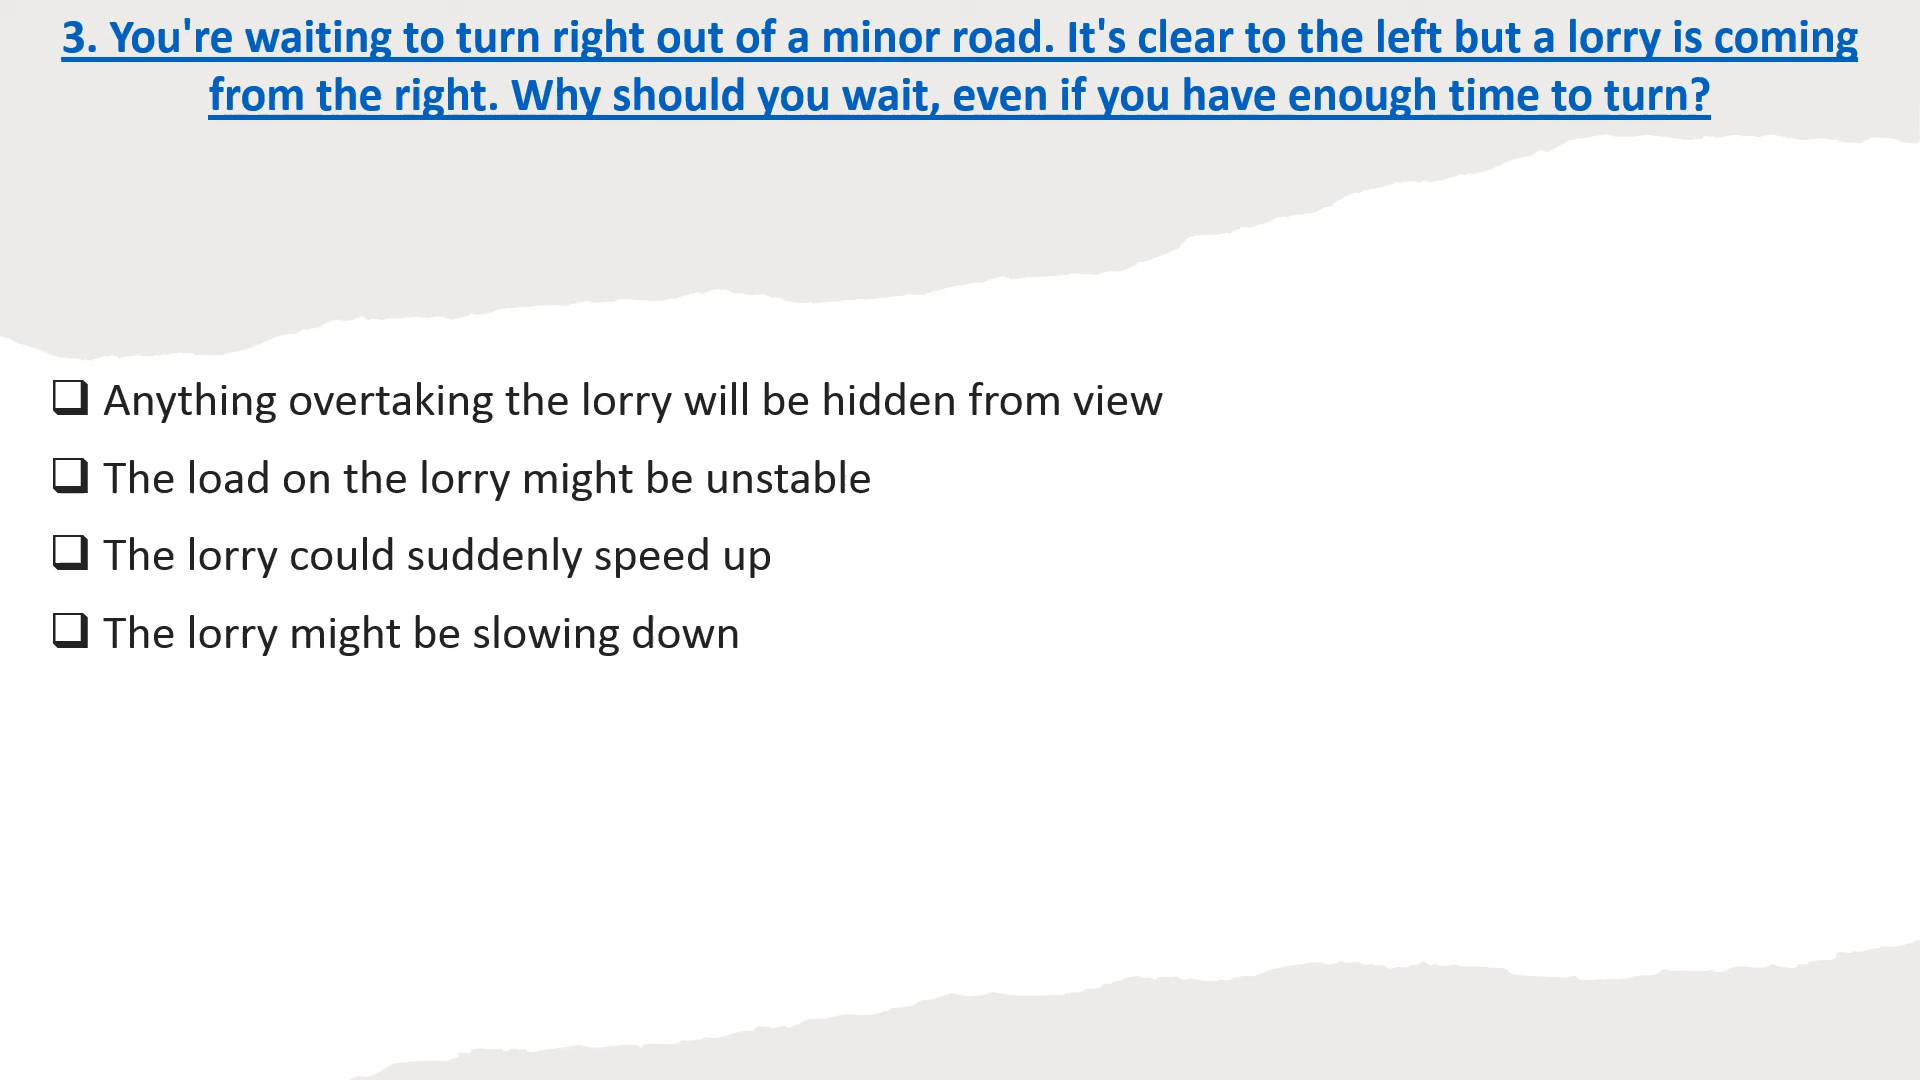 3. You're waiting to turn right out of a minor road. It's clear to the left but a lorry is coming
from the right. Why should you wait, even if you have enough time to turn?
❑ Anything overtaking the lorry will be hidden from view
❑ The load on the lorry might be unstable
❑ The lorry could suddenly speed up
❑ The lorry might be slowing down